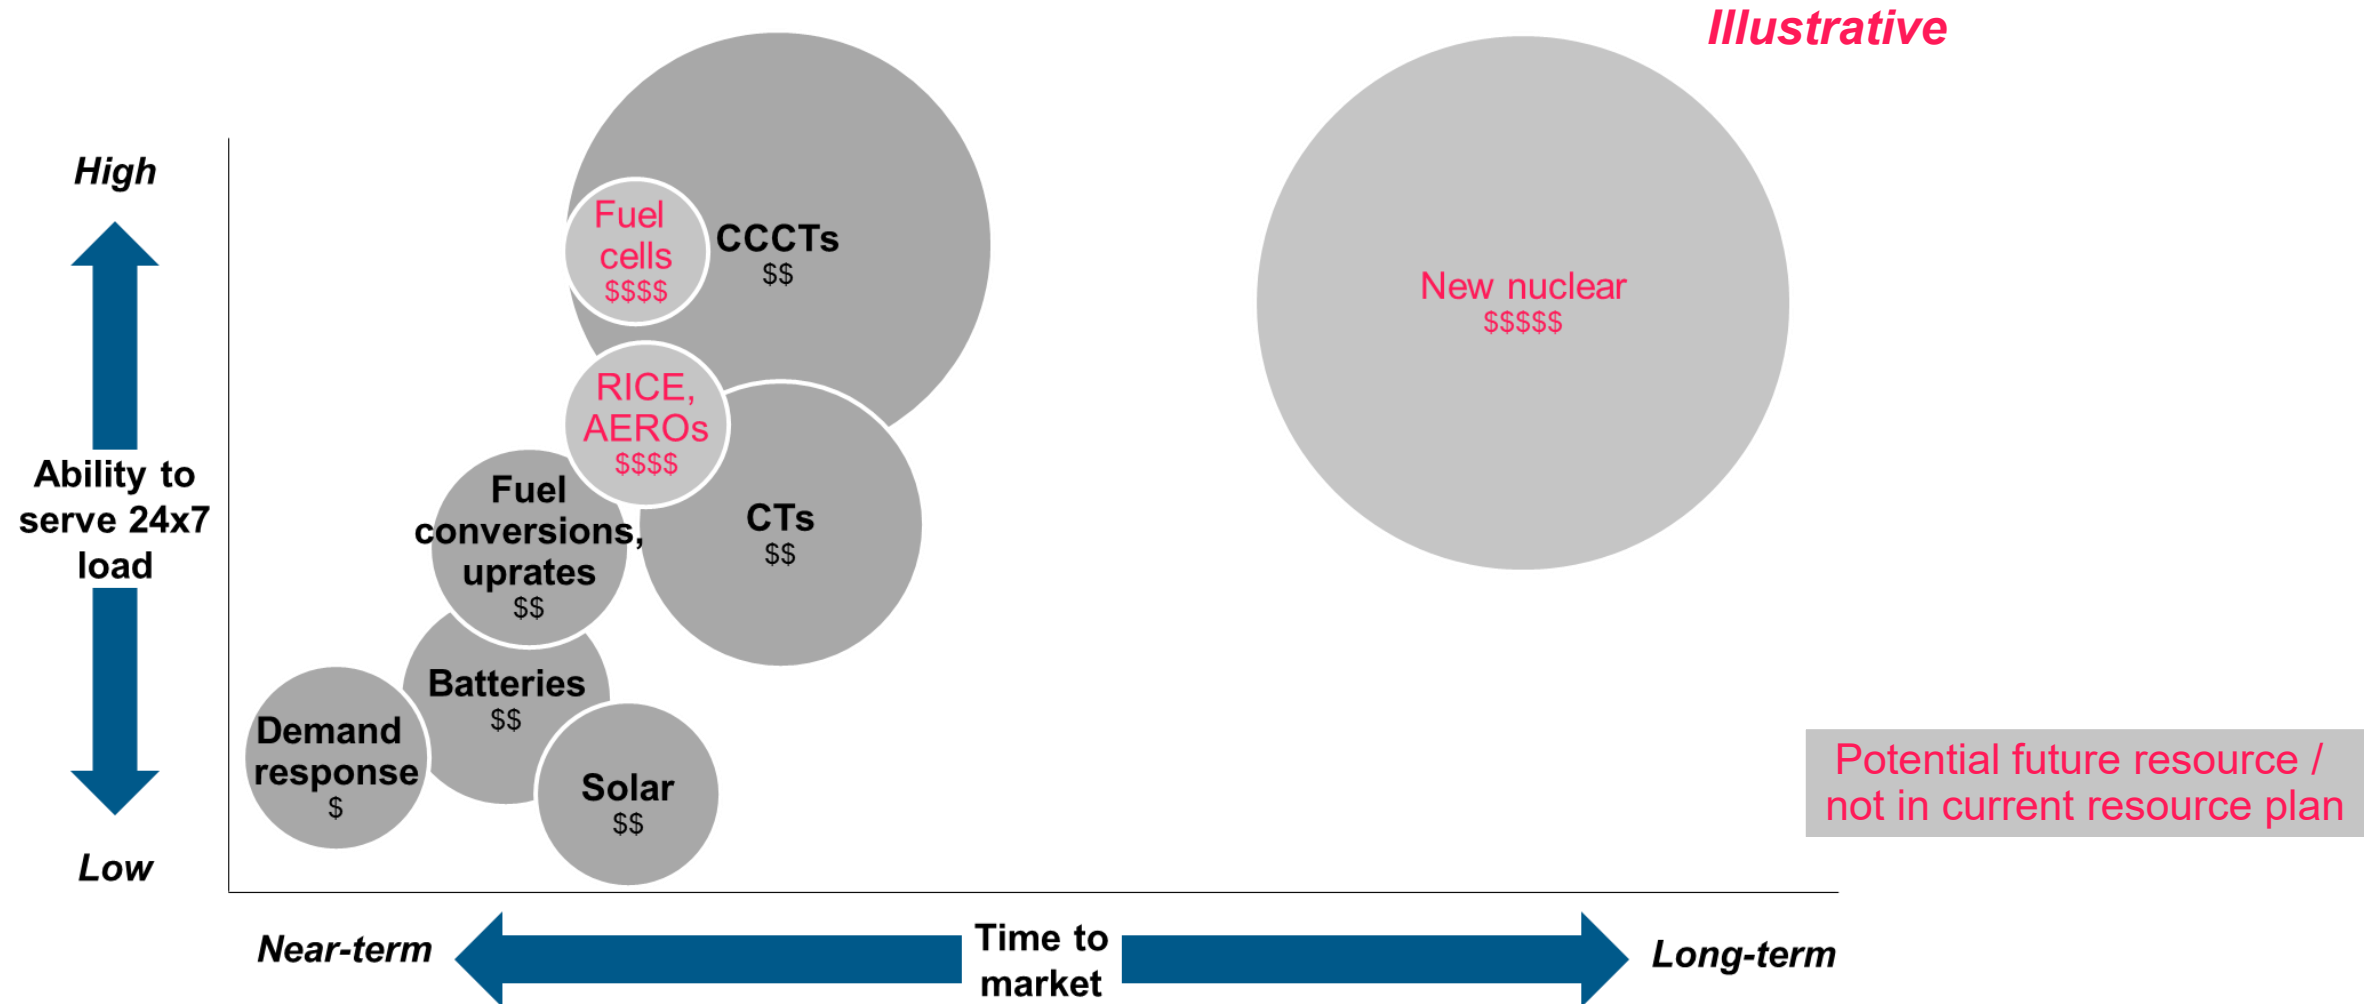 Illustrative
High
Ability to
serve 24x7
load
Low
Fuel
cells
$$$$
CCCTs
$$
New nuclear
$$$$$
RICE,
AEROs
$$$$
Fuel
conversions,
uprates
$$
CTs
$$
Batteries
$$
Demand
response
$
Solar
$$
Potential future resource /
not in current resource plan
Near-term
Time to
market
Long-term